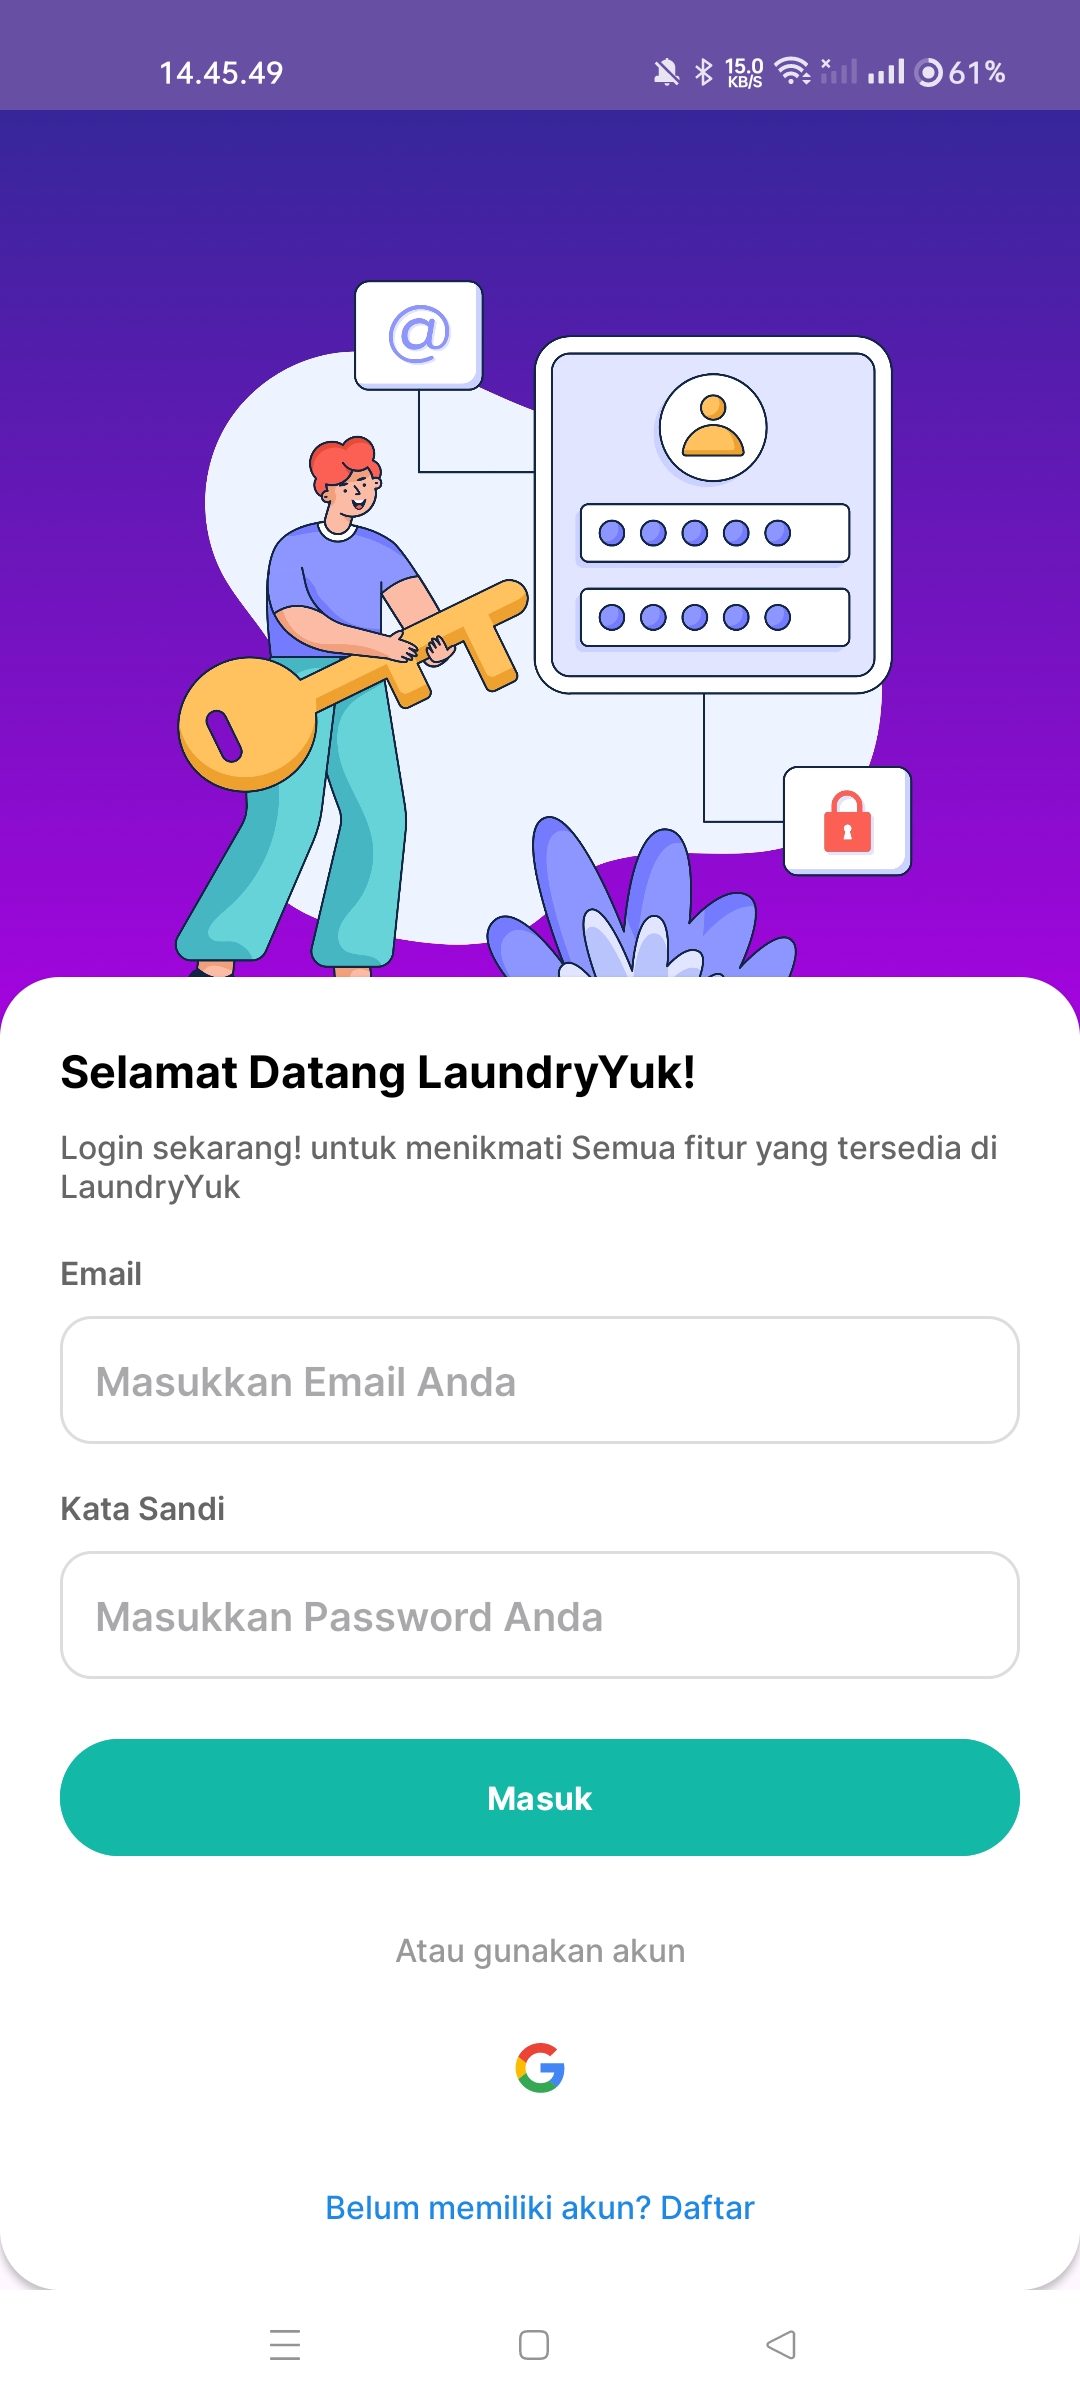 14.45.49
15.0
KB/S
61%
@
Selamat Datang LaundryYuk!
Login sekarang! untuk menikmati Semua fitur yang tersedia di
LaundryYuk
Email
Masukkan Email Anda
Kata Sandi
Masukkan Password Anda
Masuk
Atau gunakan akun
G
Belum memiliki akun? Daftar